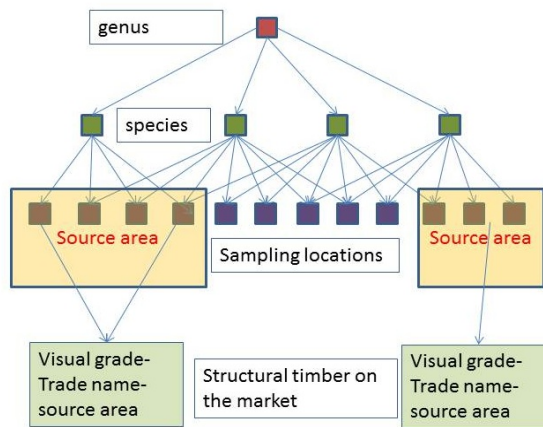 genus
species
Source area
Source area
Sampling locations
Visual grade-
Trade name-
source area
Structural timber on
the market
Visual grade-
Trade name-
source area